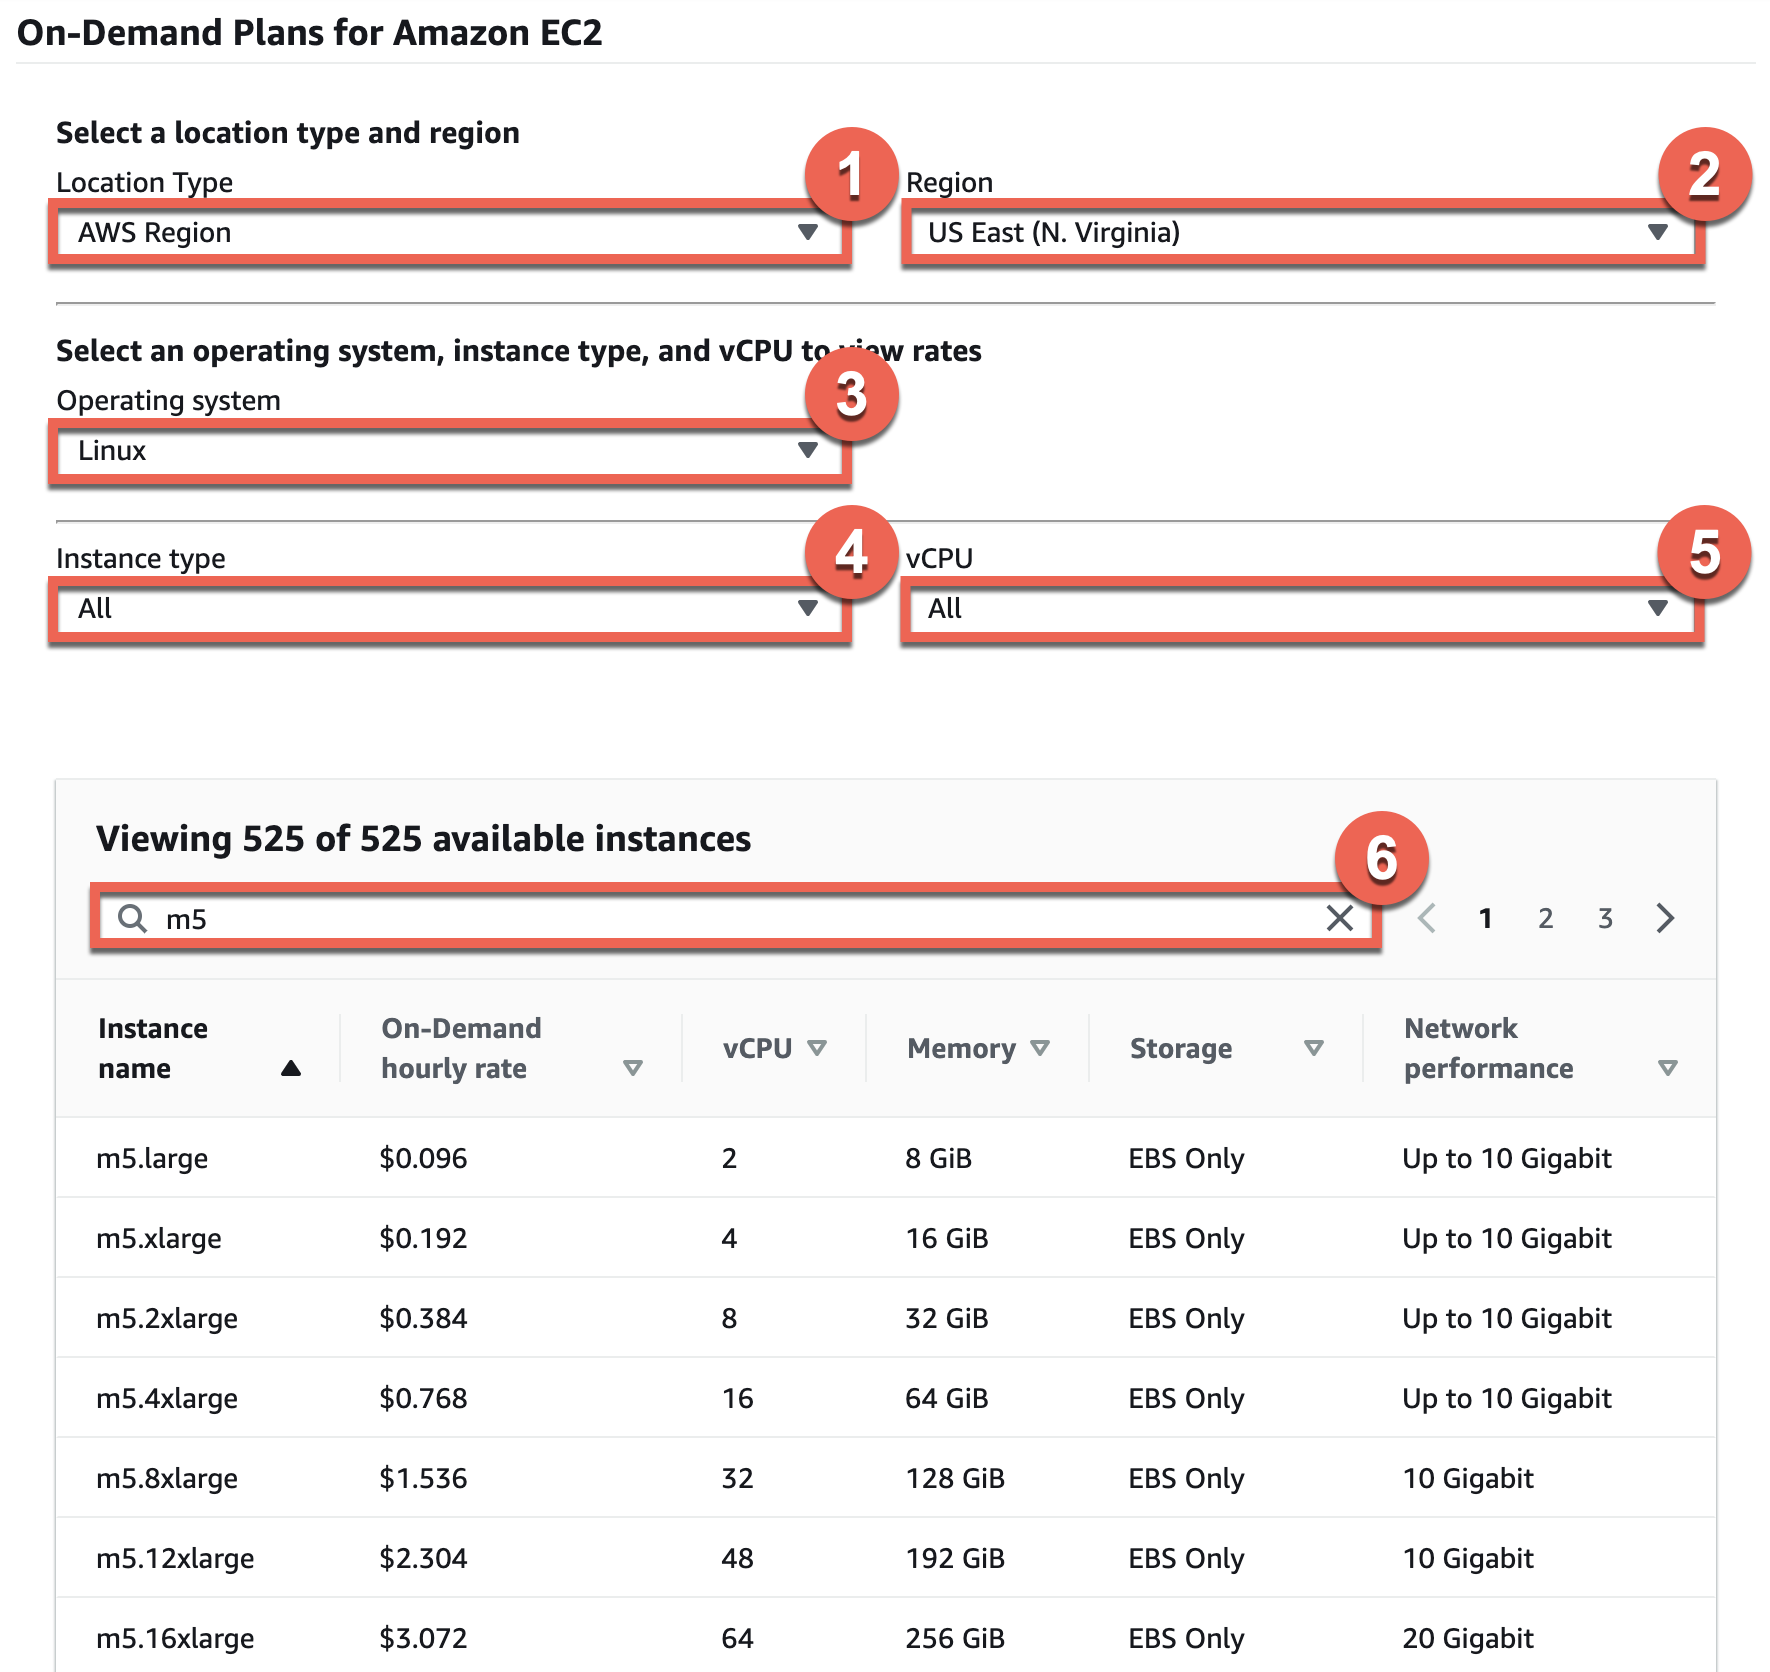 On-Demand Plans for Amazon EC2
Select a location type and region
Location Type 1 Region 2
AWS Region US East (N. Virginia)
Select an operating system, instance type, and vCPU to view rates
Operating system 3
Linux
Instance type 4 vCPU 5
All All
Viewing 525 of 525 available instances
6
m5 1 2 3
Instance name On-Demand hourly rate vCPU Memory Storage Network performance
m5.large $0.096 2 8 GiB EBS Only Up to 10 Gigabit
m5.xlarge $0.192 4 16 GiB EBS Only Up to 10 Gigabit
m5.2xlarge $0.384 8 32 GiB EBS Only Up to 10 Gigabit
m5.4xlarge $0.768 16 64 GiB EBS Only Up to 10 Gigabit
m5.8xlarge $1.536 32 128 GiB EBS Only 10 Gigabit
m5.12xlarge $2.304 48 192 GiB EBS Only 10 Gigabit
m5.16xlarge $3.072 64 256 GiB EBS Only 20 Gigabit